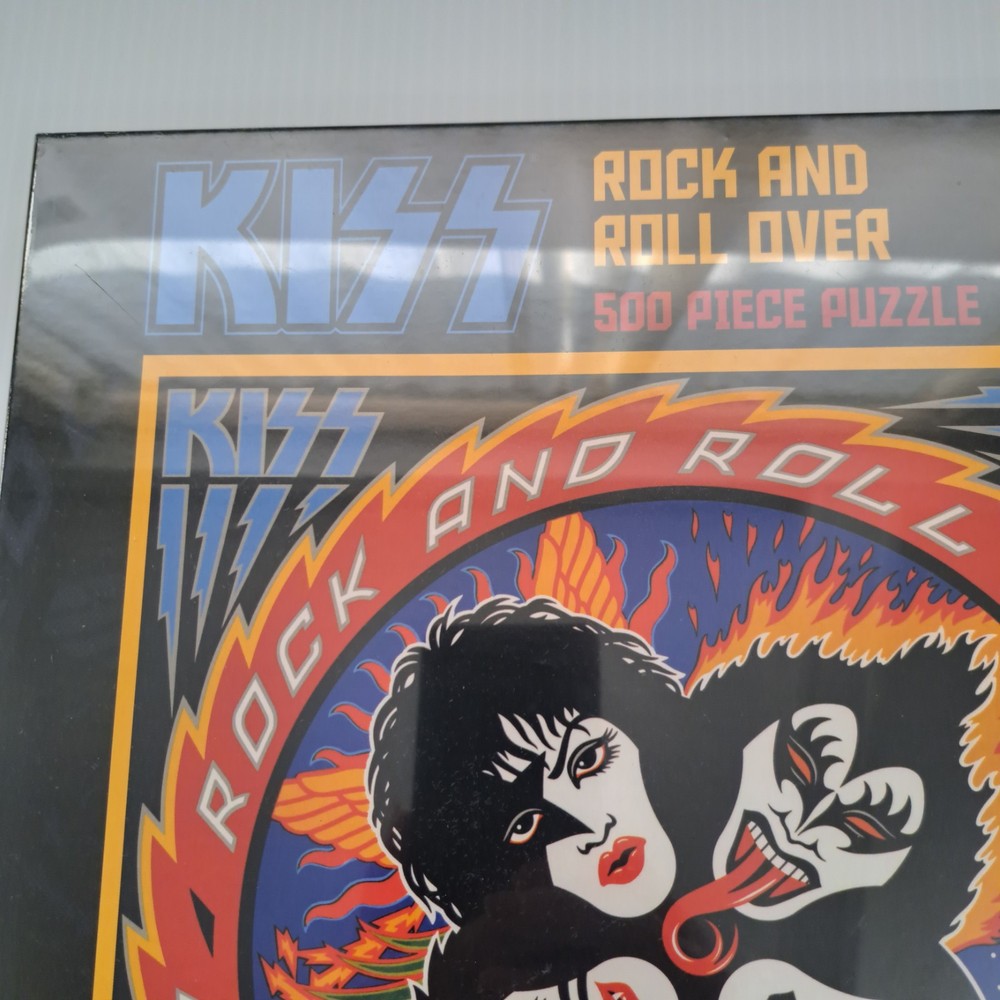 KISS
ROCK AND
ROLL OVER
500 PIECE PUZZLE
KISS
ROCK AND ROLL